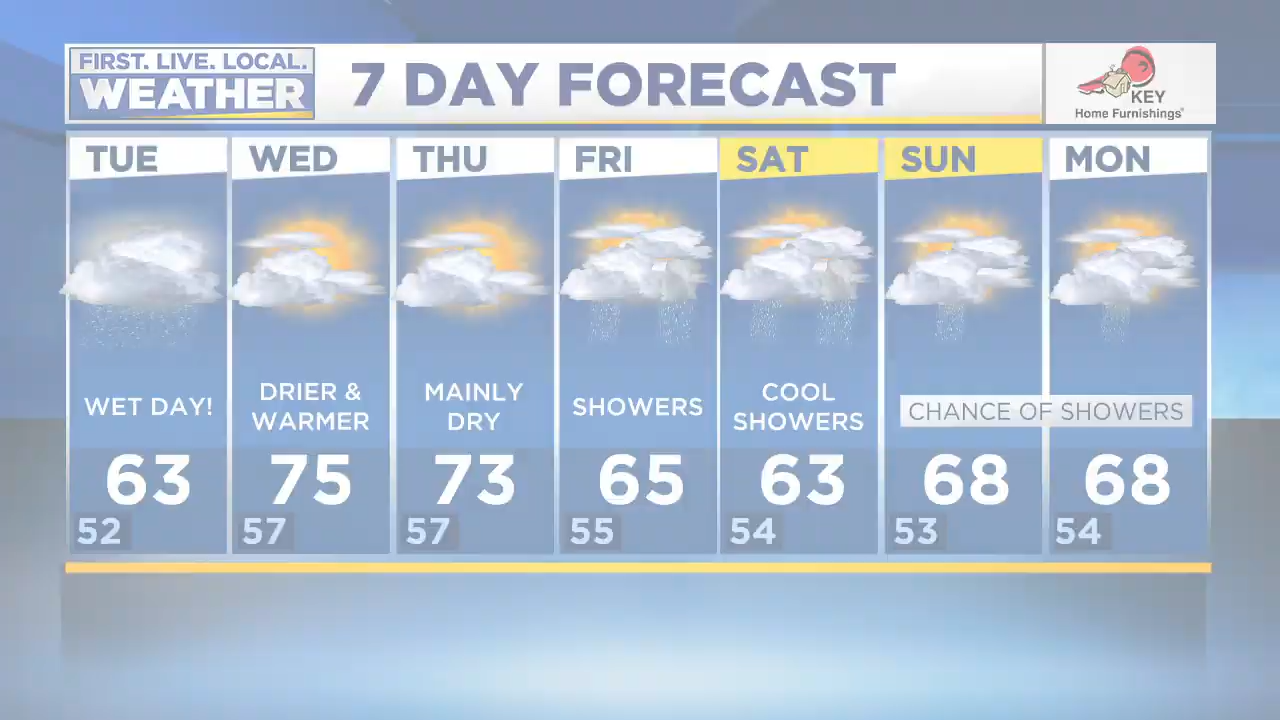 FIRST. LIVE. LOCAL.
WEATHER
7 DAY FORECAST
KEY
Home Furnishings®
TUE
WED
THU
FRI
SAT
SUN
MON
WET DAY!
DRIER &
WARMER
MAINLY
DRY
SHOWERS
COOL
SHOWERS
CHANCE OF SHOWERS
63
75
73
65
63
68
68
52
57
57
55
54
53
54